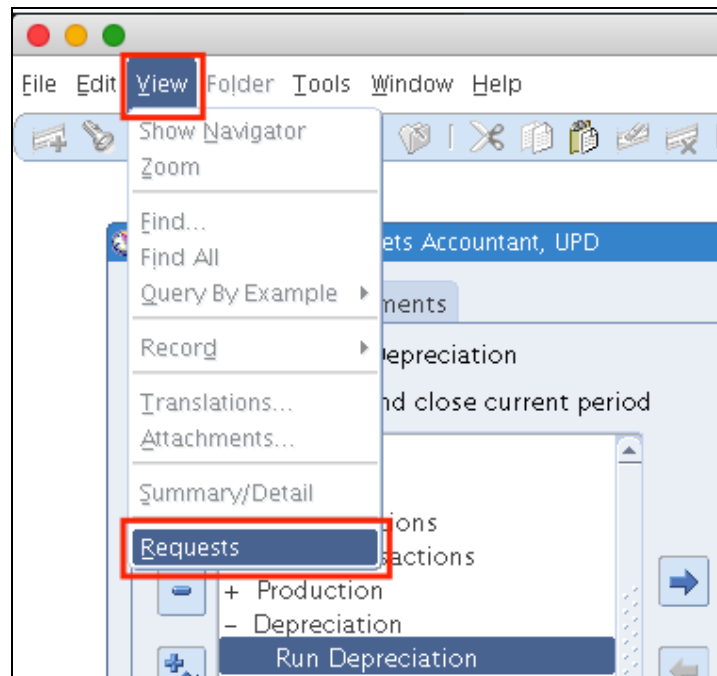 File Edit View Folder Tools Window Help
Show Navigator
Zoom
Find...
Find All
Query By Example
Record
Translations...
Attachments...
Summary/Detail
Requests
ets Accountant, UPD
ments
epreciation
nd close current period
ions
sactions
+ Production
– Depreciation
Run Depreciation